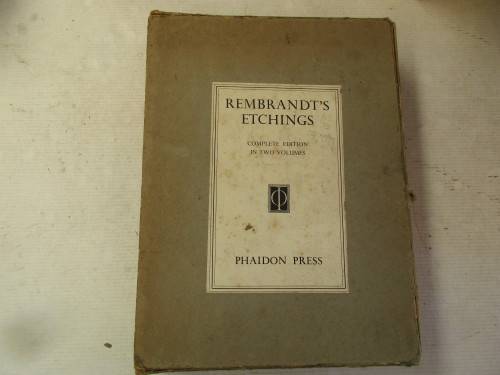 REMBRANDT'S
ETCHINGS
COMPLETE EDITION
IN TWO VOLUMES
PHAIDON PRESS